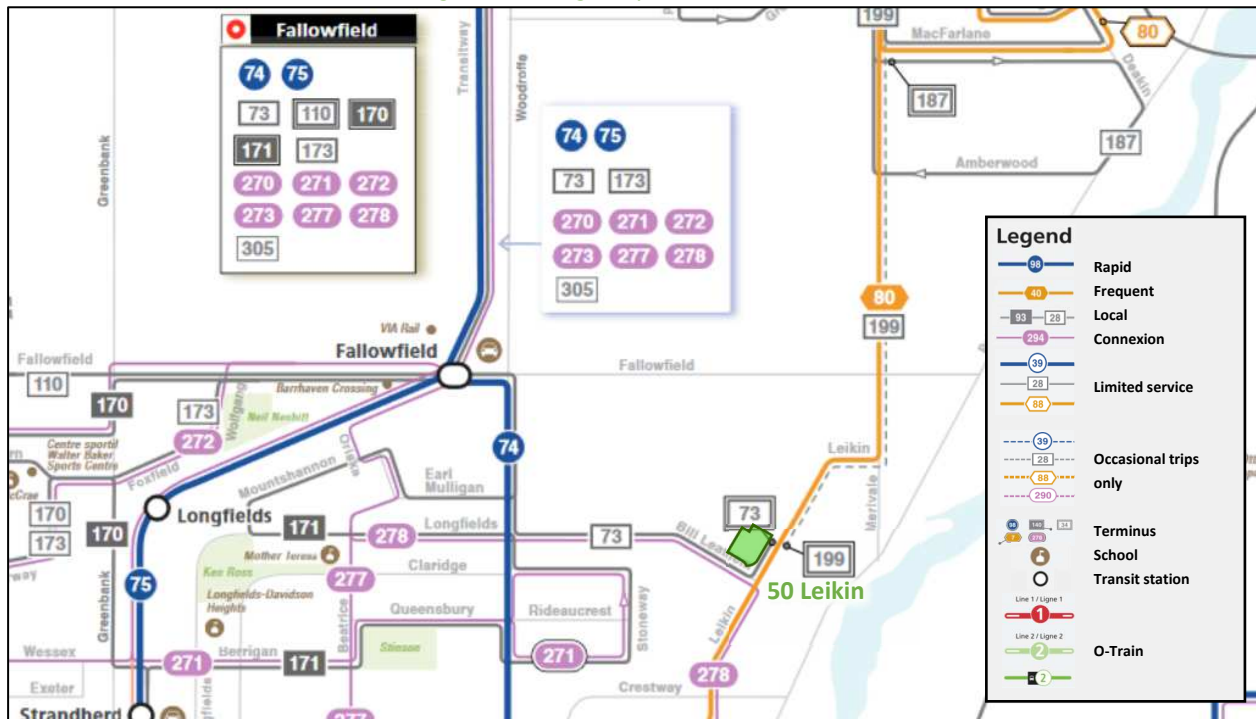 Fallowfield
74 75
73 110 170
171 173
270 271 272
273 277 278
305
Transitway
Woodroffe
Greenbank
74 75
73 173
270 271 272
273 277 278
305
199
MacFarlane
80
Deakin
187
187
Amberwood
80
199
VIA Rail
Fallowfield
Fallowfield
Fallowfield
110
Barrhaven Crossing
170
173
Wolfgang
Neil Nesbitt
272
Centre sportif
Walter Baker
Sports Centre
Foxfield
Oriska
74
Mountshannon
Earl
Mulligan
Leikin
Merivale
170
173
170
Longfields
171
278
Longfields
73
73
Bill Leathem
199
50 Leikin
Mother Teresa
Claridge
Ken Ross
Longfields-Davidson
Heights
75
277
Greenbank
Beatrice
Queensbury
Rideaucrest
Stoneway
Leikin
Wessex
271
Berrigan
171
Stinson
271
278
Exeter
Crestway
Strandherd
277
Legend
98 Rapid
40 Frequent
93 28 Local
294 Connexion
39
28 Limited service
88
39
28 Occasional trips
88 only
290
Terminus
School
Transit station
Line 1 / Ligne 1
1
Line 2 / Ligne 2
2 O-Train
2